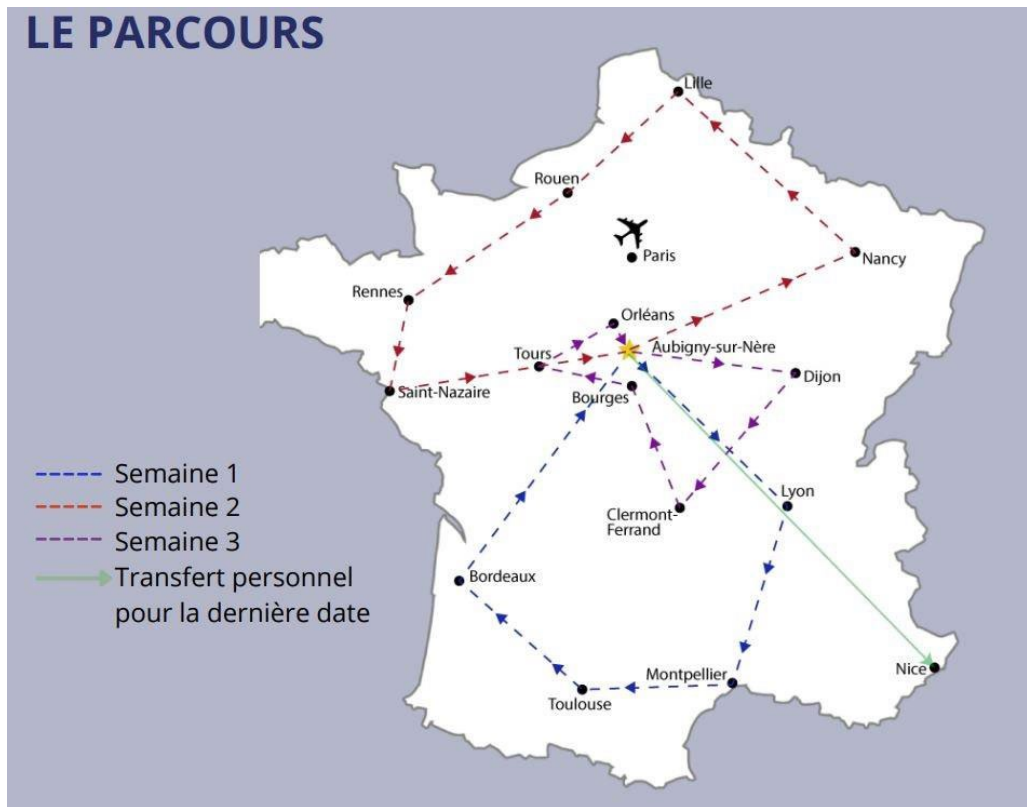 LE PARCOURS
Lille
Rouen
Paris
Nancy
Rennes
Orléans
Tours
Aubigny-sur-Nère
Dijon
Bourges
Saint-Nazaire
Semaine 1
Semaine 2
Semaine 3
Transfert personnel
pour la dernière date
Lyon
Clermont-
Ferrand
Bordeaux
Montpellier
Nice
Toulouse